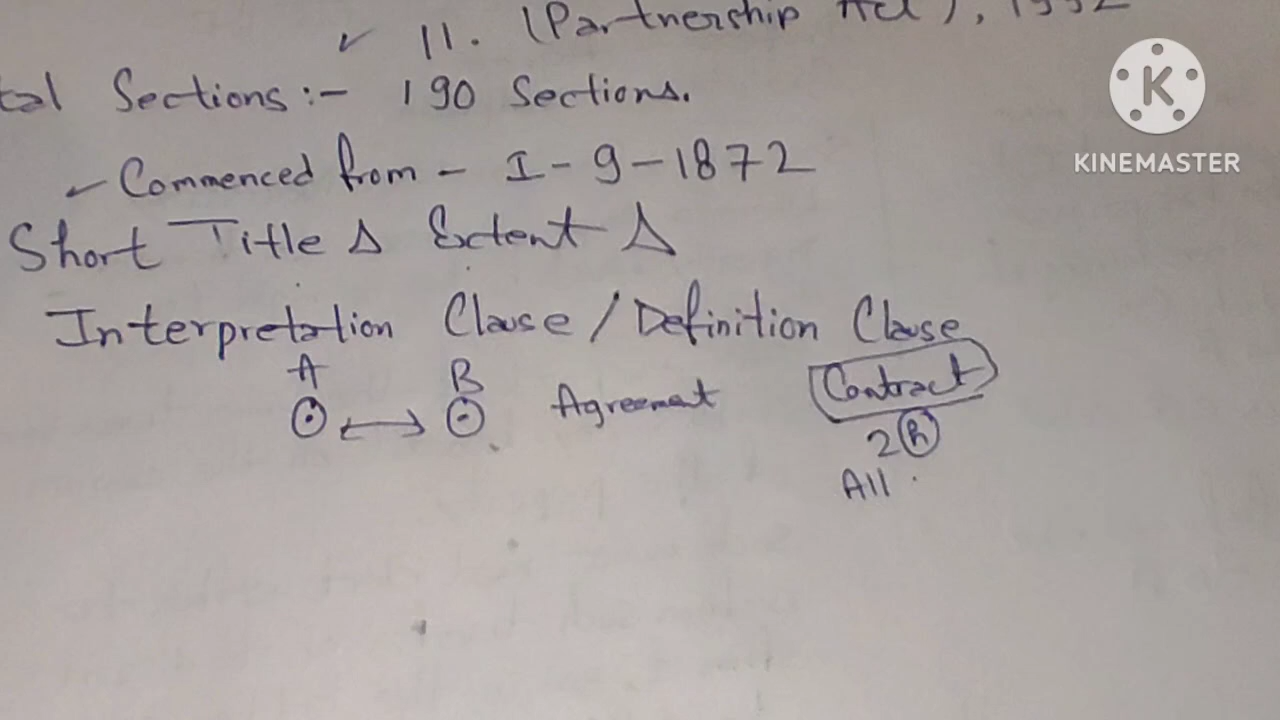 ✓ 11. (Partnership Act), 1932
tal Sections:- 190 Sections.
✓ Commenced from - I-9-1872
Short Title Δ Extent Δ
Interpretation Clause / Definition Clause
A B Agreement Contract
2 (h)
All
K
KINEMASTER